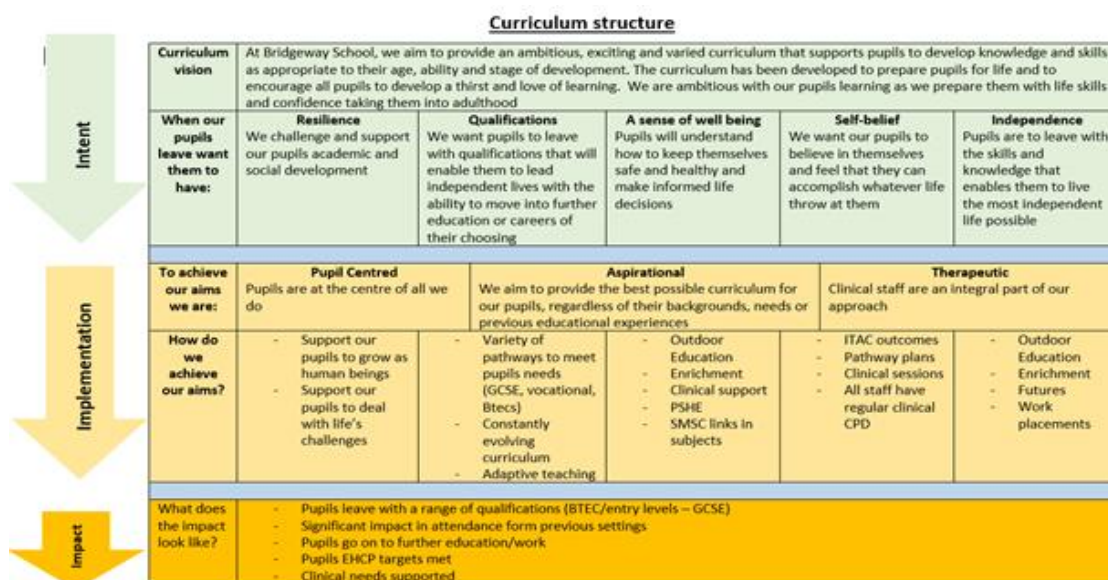 Curriculum structure
Intent
Curriculum
vision
At Bridgeway School, we aim to provide an ambitious, exciting and varied curriculum that supports pupils to develop knowledge and skills
as appropriate to their age, ability and stage of development. The curriculum has been developed to prepare pupils for life and to
encourage all pupils to develop a thirst and love of learning. We are ambitious with our pupils learning as we prepare them with life skills
and confidence taking them into adulthood
When our
pupils
leave want
them to
have:
Resilience
We challenge and support
our pupils academic and
social development
Qualifications
We want pupils to leave
with qualifications that will
enable them to lead
independent lives with the
ability to move into further
education or careers of
their choosing
A sense of well being
Pupils will understand
how to keep themselves
safe and healthy and
make informed life
decisions
Self-belief
We want our pupils to
believe in themselves
and feel that they can
accomplish whatever life
throw at them
Independence
Pupils are to leave with
the skills and
knowledge that
enables them to live
the most independent
life possible
Implementation
To achieve
our aims
we are:
Pupil Centred
Pupils are at the centre of all we
do
Aspirational
We aim to provide the best possible curriculum for
our pupils, regardless of their backgrounds, needs or
previous educational experiences
Therapeutic
Clinical staff are an integral part of our
approach
How do
we
achieve
our aims?
- Support our
pupils to grow as
human beings
- Support our
pupils to deal
with life's
challenges
- Variety of
pathways to meet
pupils needs
(GCSE, vocational,
Btecs)
- Constantly
evolving
curriculum
- Adaptive teaching
- Outdoor
Education
- Enrichment
- Clinical support
- PSHE
- SMSC links in
subjects
- ITAC outcomes
- Pathway plans
- Clinical sessions
- All staff have
regular clinical
CPD
- Outdoor
Education
- Enrichment
- Futures
- Work
placements
Impact
What does
the impact
look like?
- Pupils leave with a range of qualifications (BTEC/entry levels – GCSE)
- Significant impact in attendance form previous settings
- Pupils go on to further education/work
- Pupils EHCP targets met
- Clinical needs supported